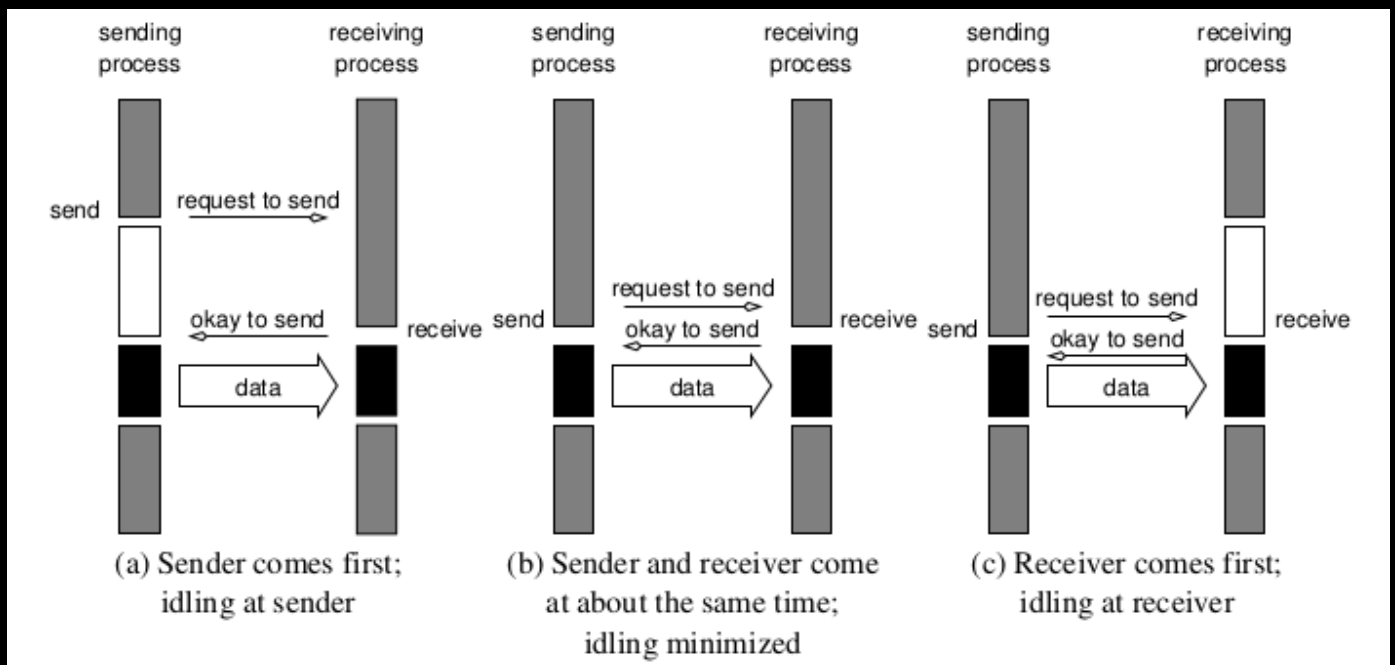 sending
process
receiving
process
sending
process
receiving
process
sending
process
receiving
process
send
request to send
okay to send
receive
data
send
request to send
okay to send
receive
data
send
request to send
okay to send
receive
data
(a) Sender comes first;
idling at sender
(b) Sender and receiver come
at about the same time;
idling minimized
(c) Receiver comes first;
idling at receiver